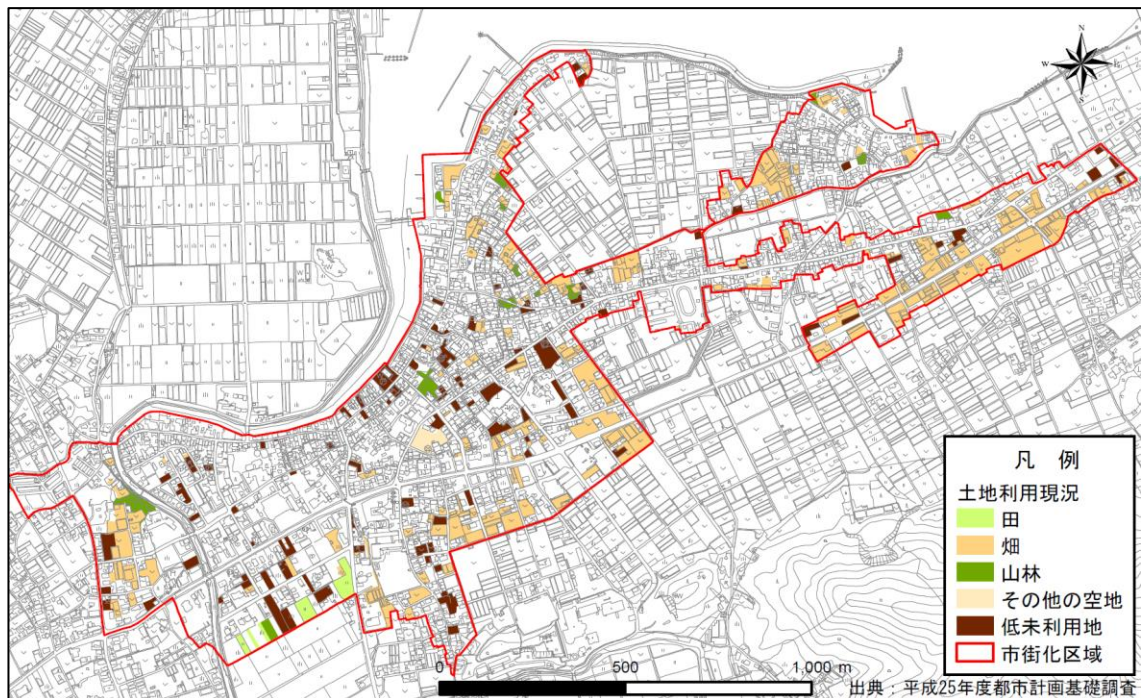 N
W
S
凡　例
土地利用現況
田
畑
山林
その他の空地
低未利用地
市街化区域
0 500 1,000 m
出典：平成25年度都市計画基礎調査